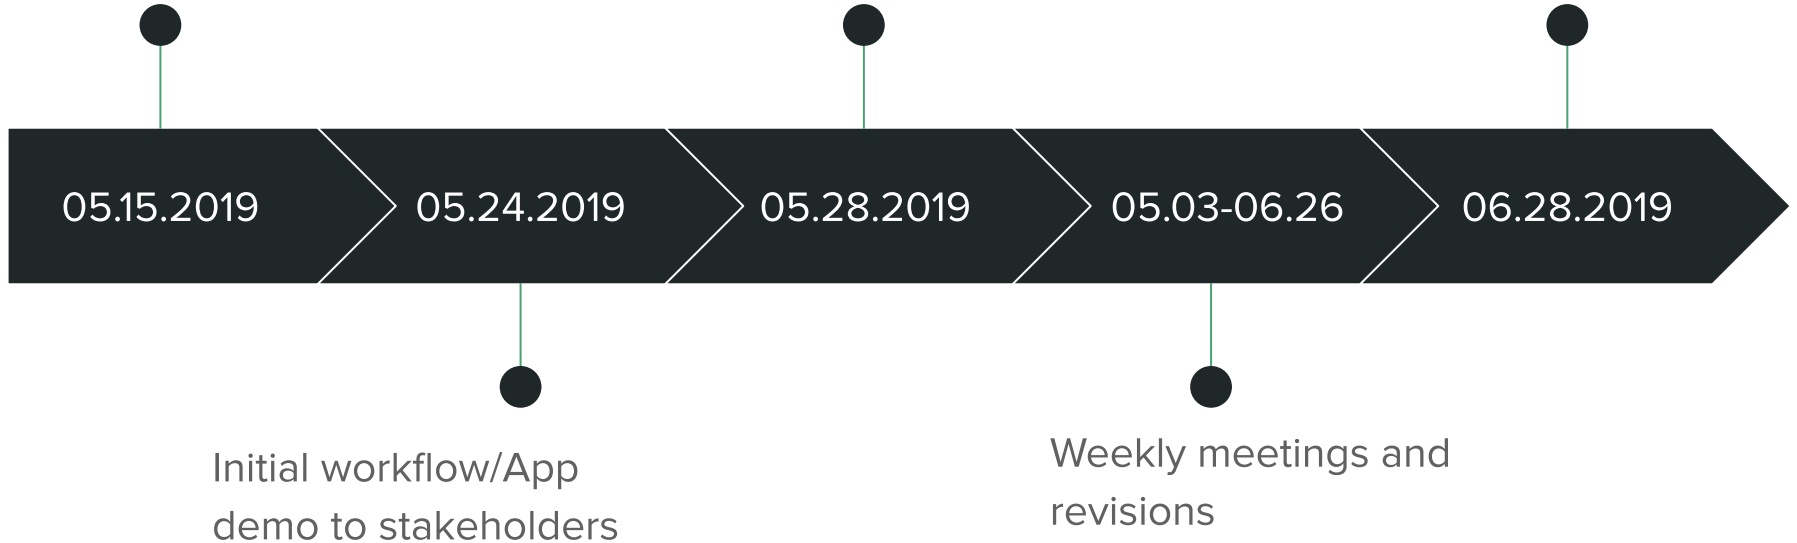 05.15.2019
05.24.2019
05.28.2019
05.03-06.26
06.28.2019
Initial workflow/App
demo to stakeholders
Weekly meetings and
revisions